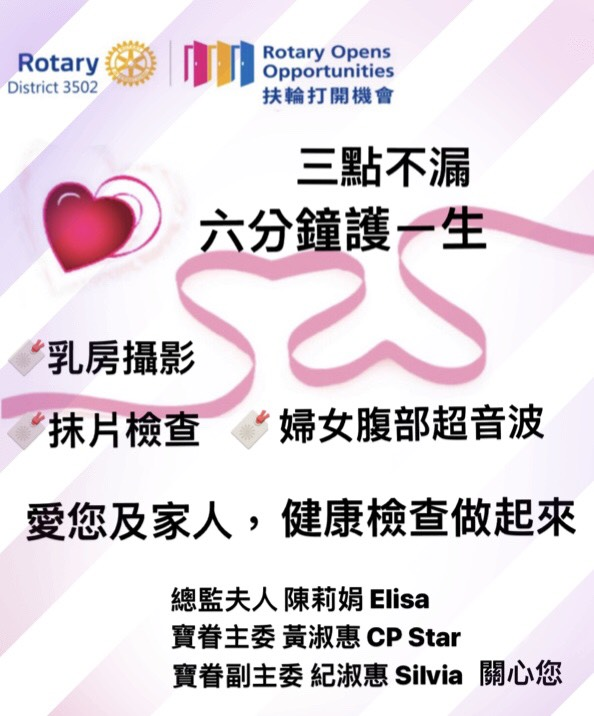 Rotary
District 3502
Rotary Opens
Opportunities
扶輪打開機會
三點不漏
六分鐘護一生
乳房攝影
抹片檢查 婦女腹部超音波
愛您及家人，健康檢查做起來
總監夫人 陳莉娟 Elisa
寶眷主委 黃淑惠 CP Star
寶眷副主委 紀淑惠 Silvia 關心您